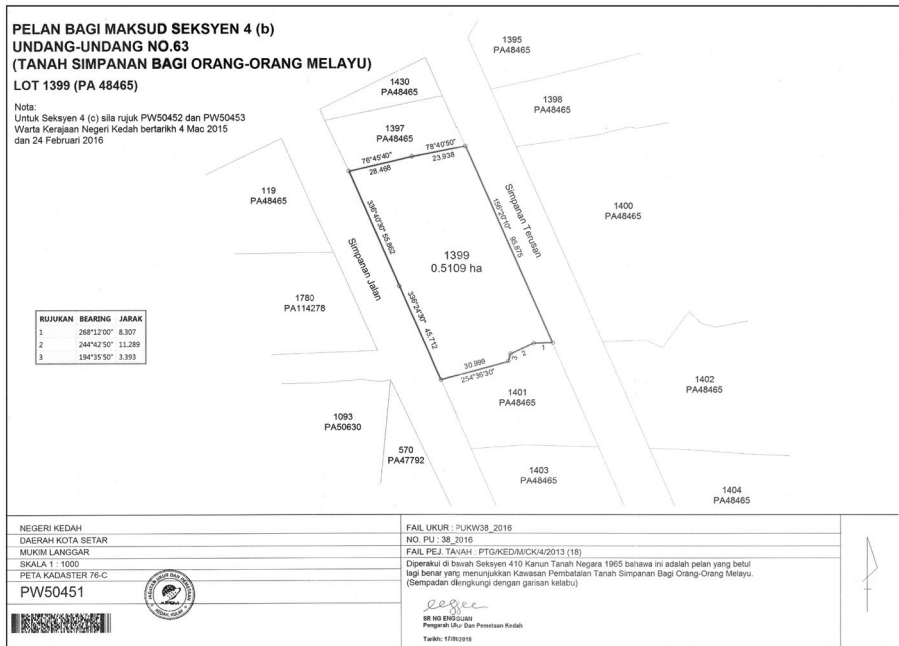 PELAN BAGI MAKSUD SEKSYEN 4 (b)
UNDANG-UNDANG NO.63
(TANAH SIMPANAN BAGI ORANG-ORANG MELAYU)
LOT 1399 (PA 48465)
Nota:
Untuk Seksyen 4 (c) sila rujuk PW50452 dan PW50453
Warta Kerajaan Negeri Kedah bertarikh 4 Mac 2015
dan 24 Februari 2016
1395
PA48465
1430
PA48465
1398
PA48465
1397
PA48465
76°45'40"
28.468
78°40'50"
23.938
119
PA48465
Simpanan Terusan
1400
PA48465
336°40'30" 55.862
156°20'10" 95.875
Simpanan Jalan
1399
0.5109 ha
1780
PA114278
336°24'30" 45.712
RUJUKAN BEARING JARAK
1 268°12'00" 8.307
2 244°42'50" 11.289
3 194°35'50" 3.393
1
2
3
30.999
254°36'30"
1401
PA48465
1402
PA48465
1093
PA50630
570
PA47792
1403
PA48465
1404
PA48465
NEGERI KEDAH
DAERAH KOTA SETAR
MUKIM LANGGAR
SKALA 1 : 1000
PETA KADASTER 76-C
PW50451
JABATAN UKUR DAN PEMETAAN
JUPEM
FAIL UKUR : PUKW38_2016
NO. PU : 38_2016
FAIL PEJ. TANAH : PTG/KED/M/CK/4/2013 (18)
Diperakui di bawah Seksyen 410 Kanun Tanah Negara 1965 bahawa ini adalah pelan yang betul
lagi benar yang menunjukkan Kawasan Pembatalan Tanah Simpanan Bagi Orang-Orang Melayu.
(Sempadan dilengkungi dengan garisan kelabu)
SR NG ENG GUAN
Pengarah Ukur Dan Pemetaan Kedah
Tarikh: